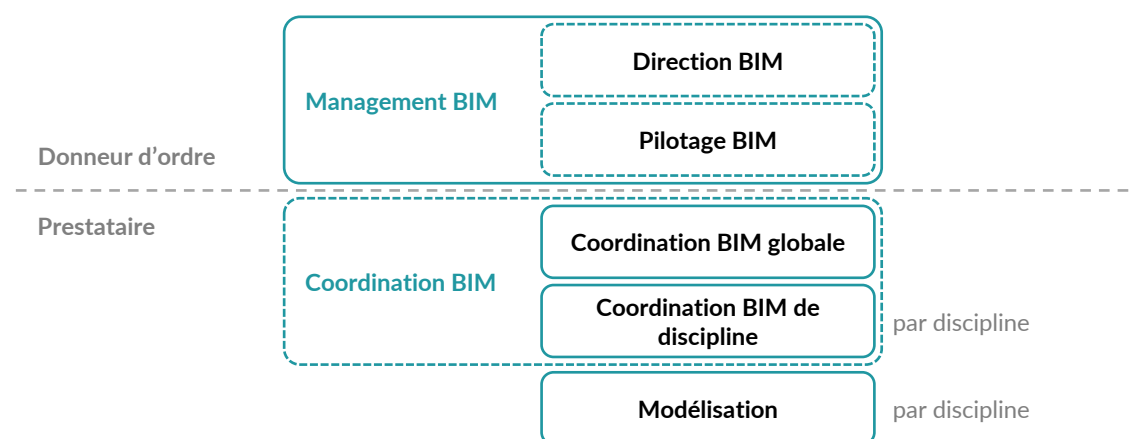 Direction BIM
Management BIM
Pilotage BIM
Donneur d’ordre
Prestataire
Coordination BIM globale
Coordination BIM
Coordination BIM de
discipline
par discipline
Modélisation
par discipline